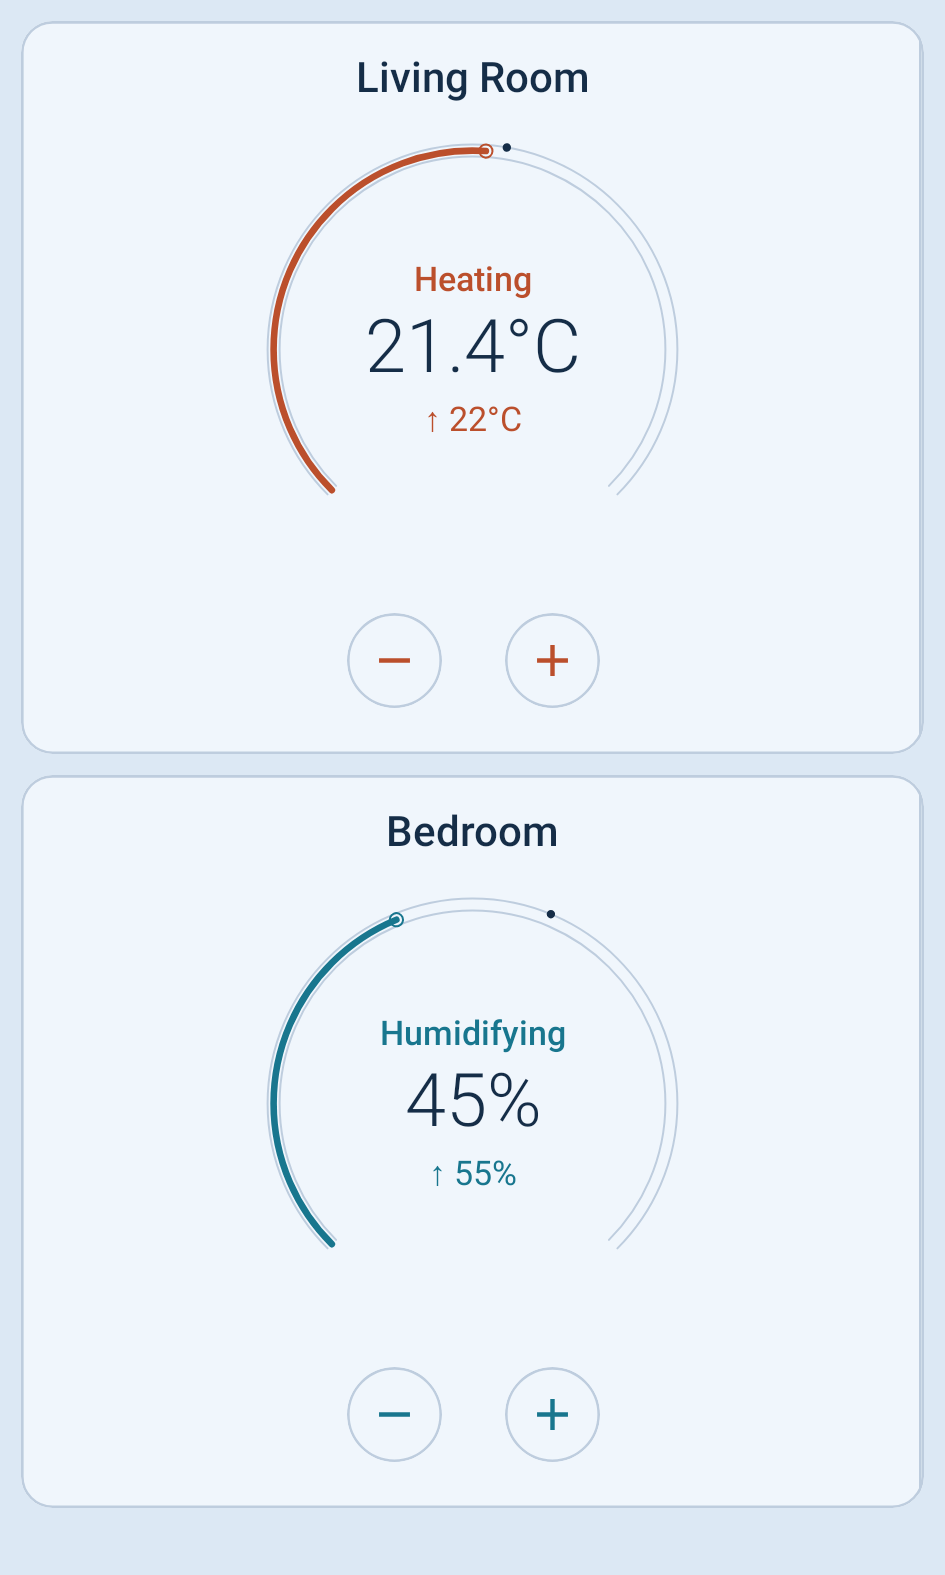 Living Room
Heating
21.4°C
↑ 22°C
− +
Bedroom
Humidifying
45%
↑ 55%
− +